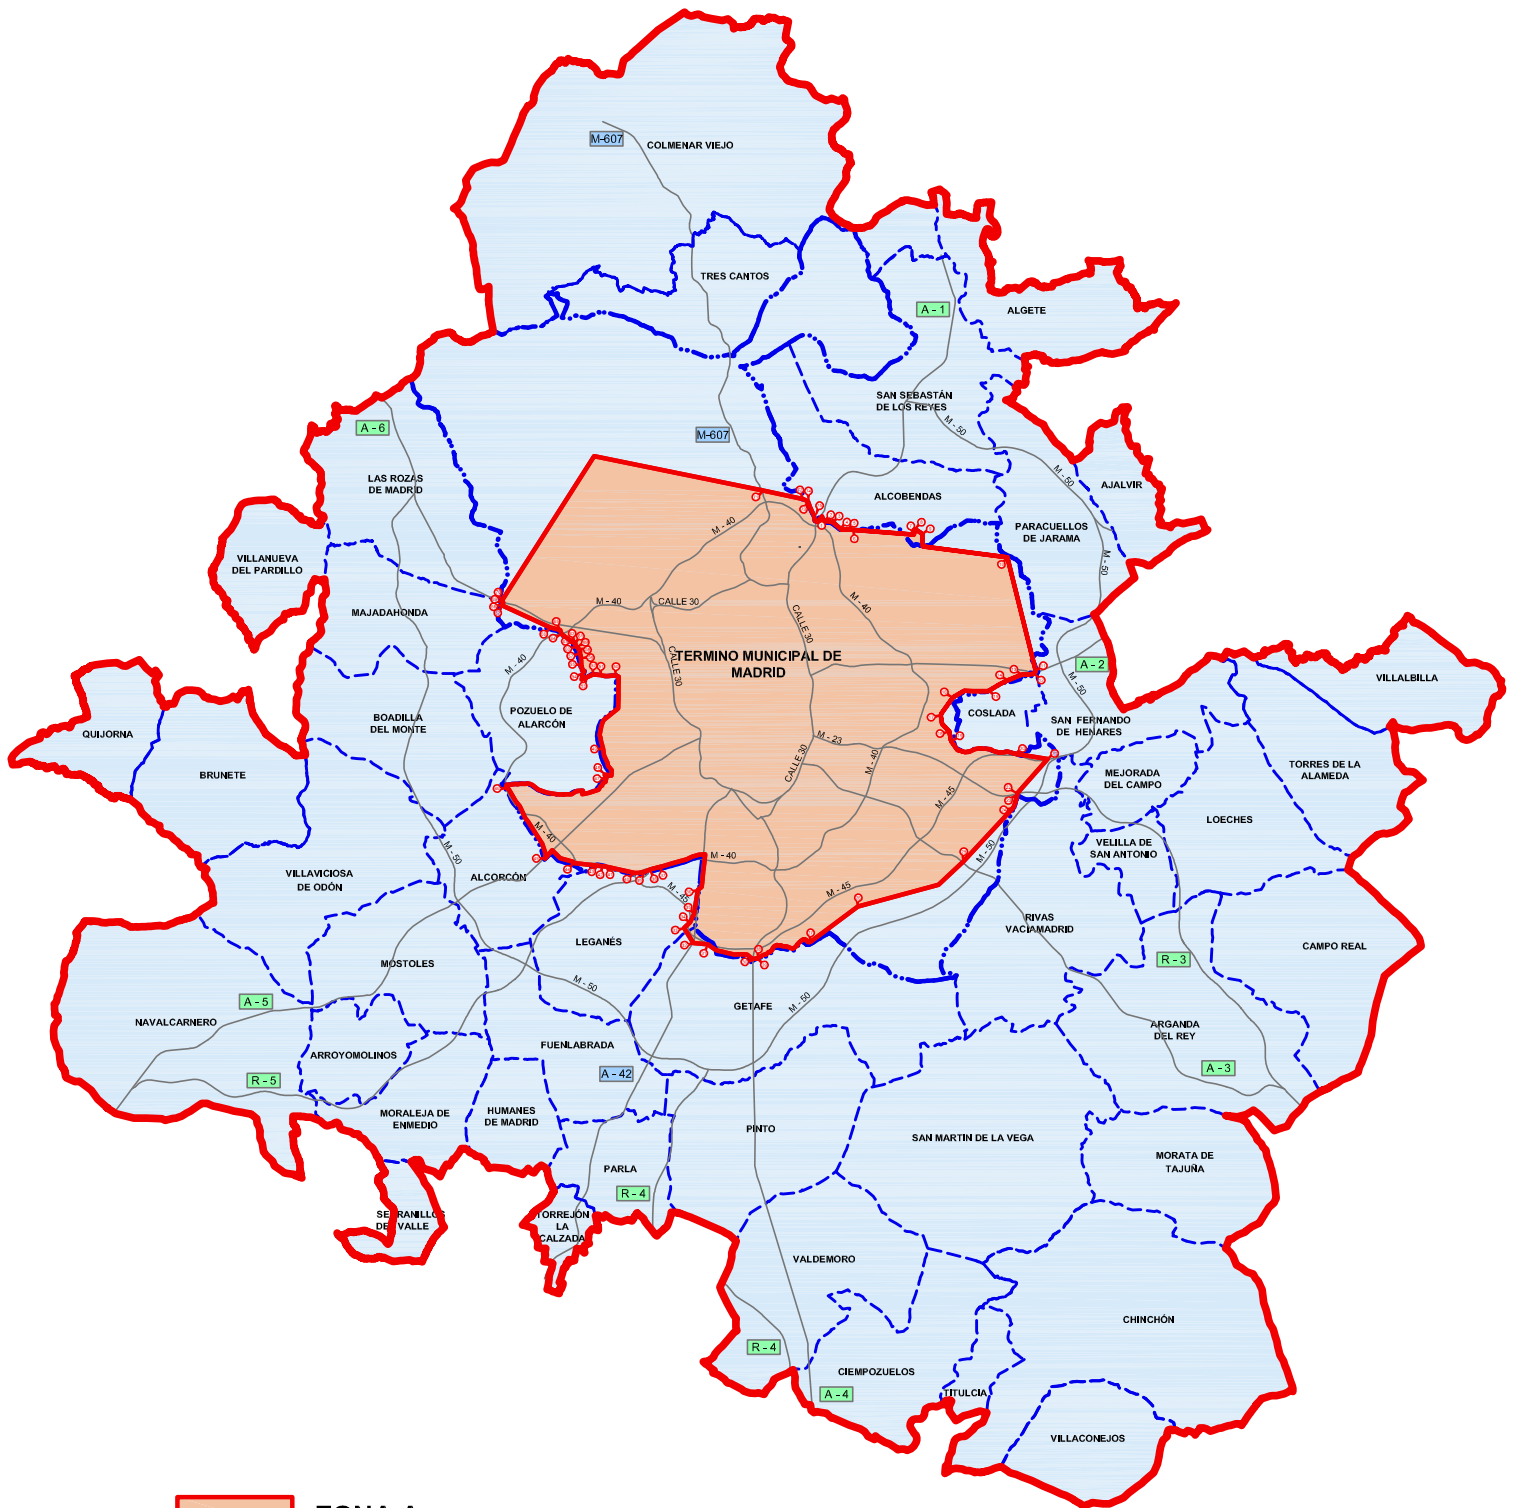 M-607
COLMENAR VIEJO
TRES CANTOS
ALGETE
A - 1
SAN SEBASTÁN
DE LOS REYES
M - 50
A - 6
M-607
LAS ROZAS
DE MADRID
M - 50
AJALVIR
ALCOBENDAS
PARACUELLOS
DE JARAMA
M - 40
VILLANUEVA
DEL PARDILLO
M - 50
MAJADAHONDA
M - 40
CALLE 30
M - 40
CALLE 30
TERMINO MUNICIPAL DE
MADRID
CALLE 30
M - 40
A - 2
M - 50
VILLALBILLA
QUIJORNA
BOADILLA
DEL MONTE
POZUELO DE
ALARCÓN
COSLADA
SAN FERNANDO
DE HENARES
M - 23
BRUNETE
CALLE 30
M - 40
M - 45
MEJORADA
DEL CAMPO
TORRES DE LA
ALAMEDA
LOECHES
M - 40
M - 50
M - 40
M - 50
VELILLA DE
SAN ANTONIO
VILLAVICIOSA
DE ODÓN
ALCORCÓN
M - 45
M - 45
RIVAS
VACIAMADRID
LEGANÉS
CAMPO REAL
MOSTOLES
R - 3
M - 50
A - 5
GETAFE
M - 50
NAVALCARNERO
ARGANDA
DEL REY
ARROYOMOLINOS
FUENLABRADA
A - 42
R - 5
A - 3
MORALEJA DE
ENMEDIO
HUMANES
DE MADRID
PINTO
SAN MARTIN DE LA VEGA
MORATA DE
TAJUÑA
PARLA
R - 4
SERRANILLOS
DEL VALLE
TORREJÓN
LA
CALZADA
VALDEMORO
CHINCHÓN
R - 4
CIEMPOZUELOS
A - 4
TITULCIA
VILLACONEJOS
ZONA A